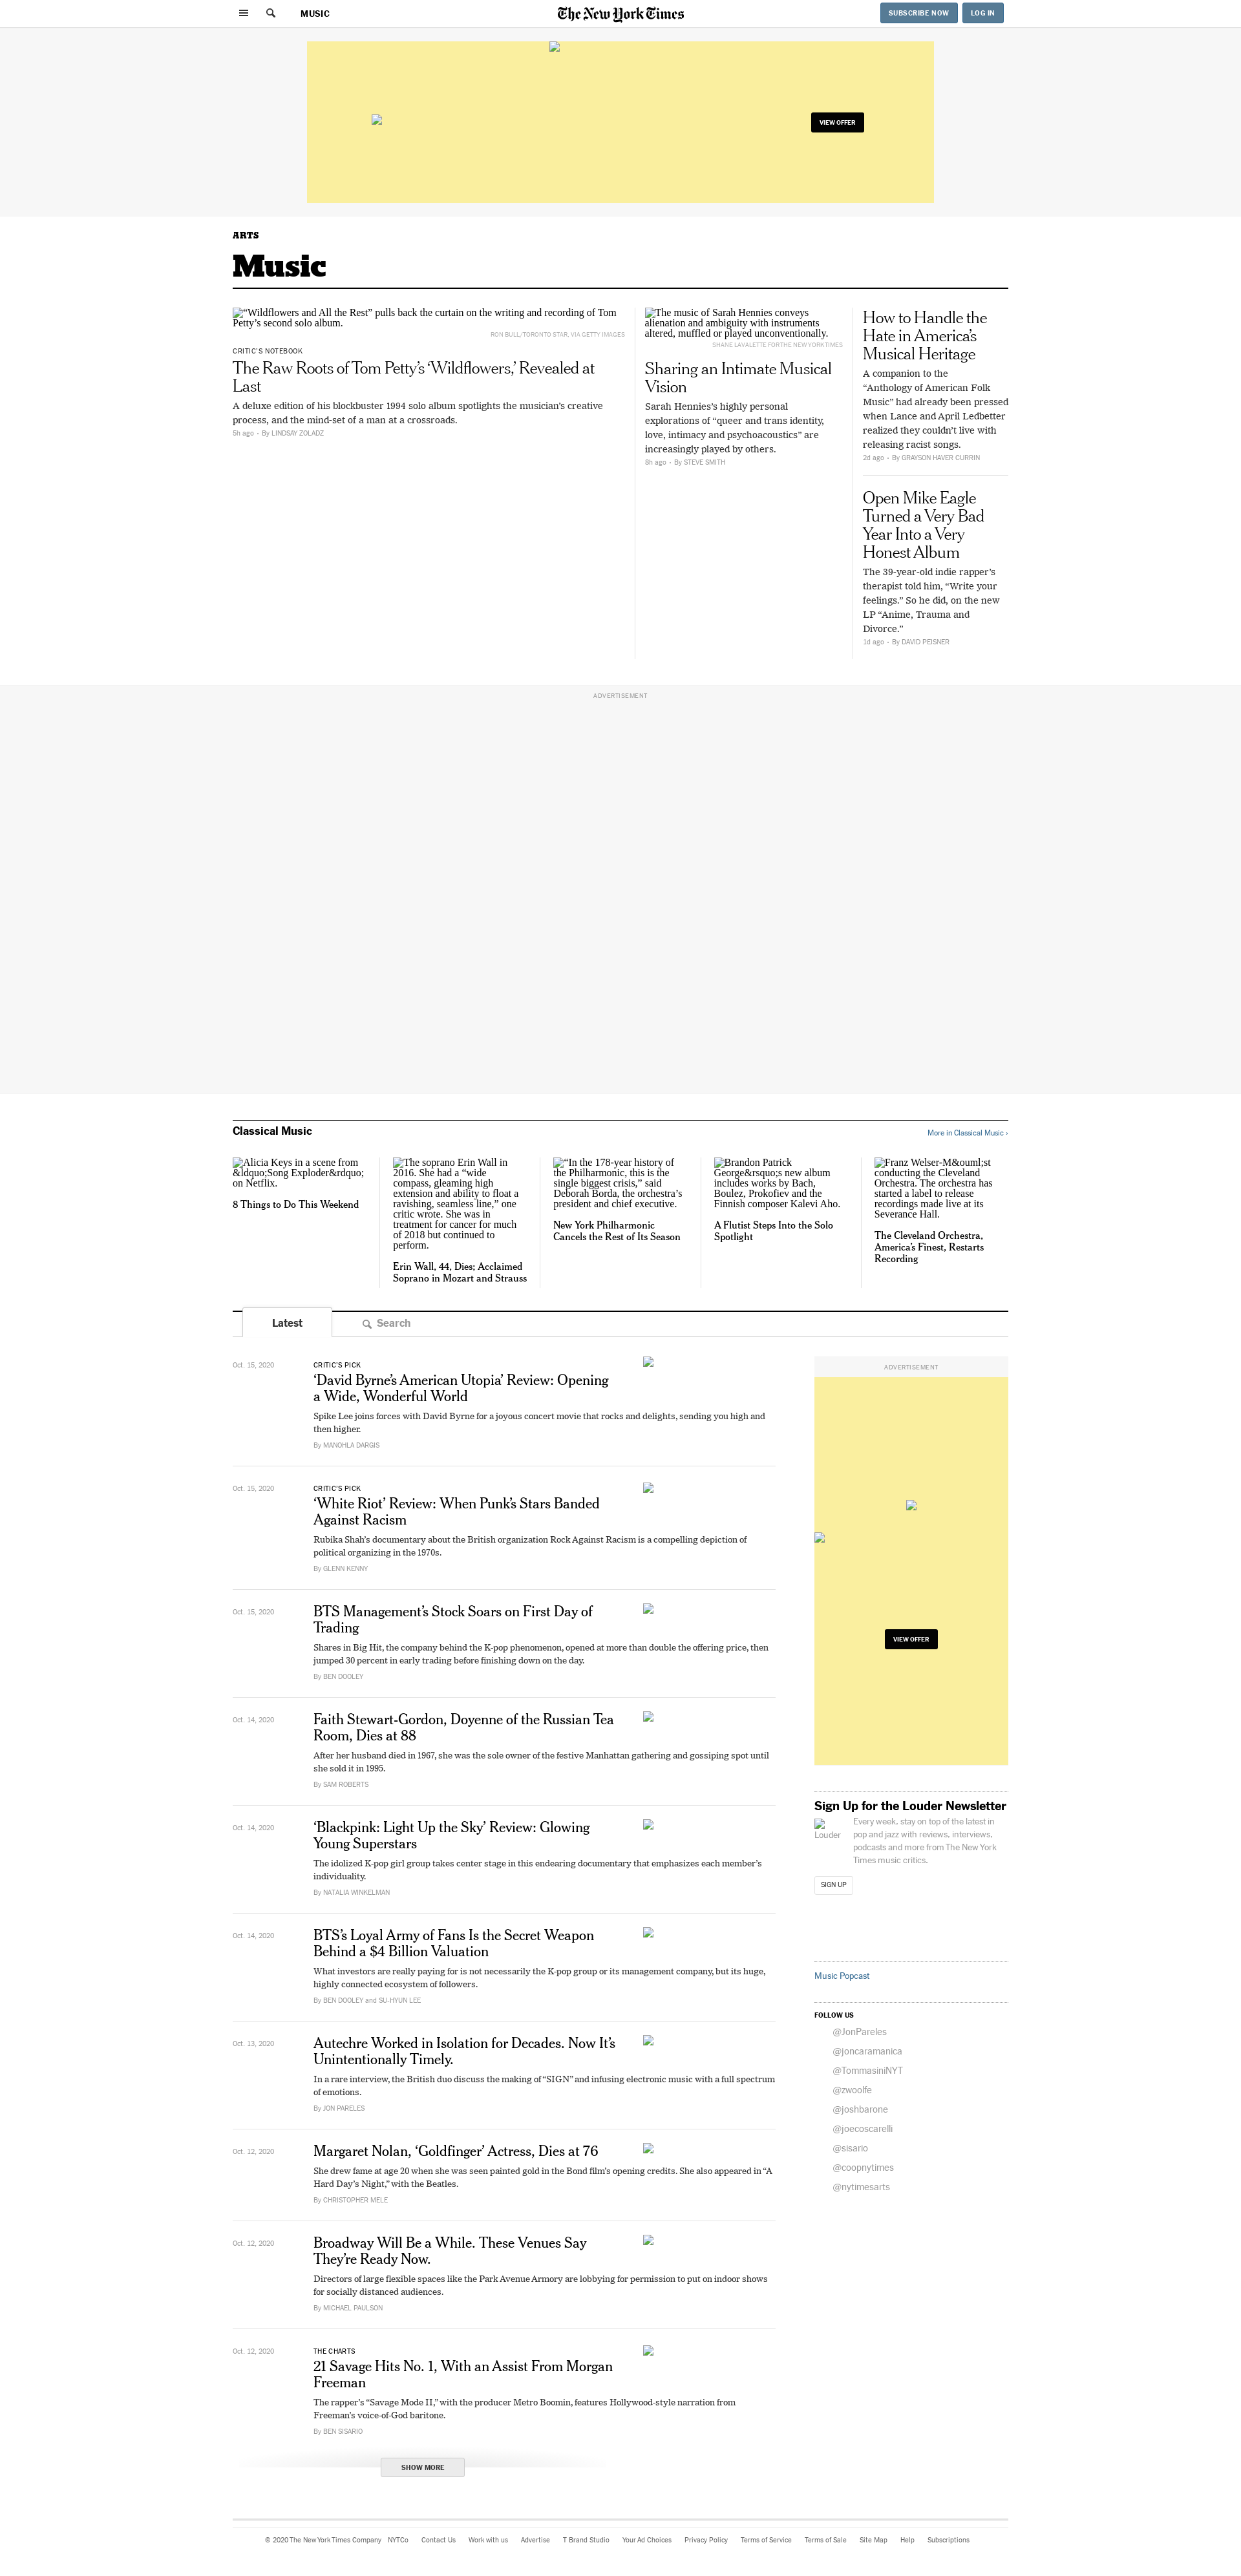 MUSIC
The New York Times
SUBSCRIBE NOW
LOG IN
VIEW OFFER
ARTS
Music
“Wildflowers and All the Rest” pulls back the curtain on the writing and recording of Tom
Petty’s second solo album.
RON BULL/TORONTO STAR, VIA GETTY IMAGES
CRITIC’S NOTEBOOK
The Raw Roots of Tom Petty’s ‘Wildflowers,’ Revealed at
Last
A deluxe edition of his blockbuster 1994 solo album spotlights the musician’s creative
process, and the mind-set of a man at a crossroads.
5h ago • By LINDSAY ZOLADZ
The music of Sarah Hennies conveys
alienation and ambiguity with instruments
altered, muffled or played unconventionally.
SHANE LAVALETTE FOR THE NEW YORK TIMES
Sharing an Intimate Musical
Vision
Sarah Hennies’s highly personal
explorations of “queer and trans identity,
love, intimacy and psychoacoustics” are
increasingly played by others.
8h ago • By STEVE SMITH
How to Handle the
Hate in America’s
Musical Heritage
A companion to the
“Anthology of American Folk
Music” had already been pressed
when Lance and April Ledbetter
realized they couldn’t live with
releasing racist songs.
2d ago • By GRAYSON HAVER CURRIN
Open Mike Eagle
Turned a Very Bad
Year Into a Very
Honest Album
The 39-year-old indie rapper’s
therapist told him, “Write your
feelings.” So he did, on the new
LP “Anime, Trauma and
Divorce.”
1d ago • By DAVID PEISNER
ADVERTISEMENT
Classical Music
More in Classical Music ›
Alicia Keys in a scene from
&ldquo;Song Exploder&rdquo;
on Netflix.
8 Things to Do This Weekend
The soprano Erin Wall in
2016. She had a “wide
compass, gleaming high
extension and ability to float a
ravishing, seamless line,” one
critic wrote. She was in
treatment for cancer for much
of 2018 but continued to
perform.
Erin Wall, 44, Dies; Acclaimed
Soprano in Mozart and Strauss
“In the 178-year history of
the Philharmonic, this is the
single biggest crisis,” said
Deborah Borda, the orchestra’s
president and chief executive.
New York Philharmonic
Cancels the Rest of Its Season
Brandon Patrick
George&rsquo;s new album
includes works by Bach,
Boulez, Prokofiev and the
Finnish composer Kalevi Aho.
A Flutist Steps Into the Solo
Spotlight
Franz Welser-M&ouml;st
conducting the Cleveland
Orchestra. The orchestra has
started a label to release
recordings made live at its
Severance Hall.
The Cleveland Orchestra,
America’s Finest, Restarts
Recording
Latest
Search
Oct. 15, 2020
CRITIC’S PICK
‘David Byrne’s American Utopia’ Review: Opening
a Wide, Wonderful World
Spike Lee joins forces with David Byrne for a joyous concert movie that rocks and delights, sending you high and
then higher.
By MANOHLA DARGIS
Oct. 15, 2020
CRITIC’S PICK
‘White Riot’ Review: When Punk’s Stars Banded
Against Racism
Rubika Shah’s documentary about the British organization Rock Against Racism is a compelling depiction of
political organizing in the 1970s.
By GLENN KENNY
Oct. 15, 2020
BTS Management’s Stock Soars on First Day of
Trading
Shares in Big Hit, the company behind the K-pop phenomenon, opened at more than double the offering price, then
jumped 30 percent in early trading before finishing down on the day.
By BEN DOOLEY
Oct. 14, 2020
Faith Stewart-Gordon, Doyenne of the Russian Tea
Room, Dies at 88
After her husband died in 1967, she was the sole owner of the festive Manhattan gathering and gossiping spot until
she sold it in 1995.
By SAM ROBERTS
Oct. 14, 2020
‘Blackpink: Light Up the Sky’ Review: Glowing
Young Superstars
The idolized K-pop girl group takes center stage in this endearing documentary that emphasizes each member’s
individuality.
By NATALIA WINKELMAN
Oct. 14, 2020
BTS’s Loyal Army of Fans Is the Secret Weapon
Behind a $4 Billion Valuation
What investors are really paying for is not necessarily the K-pop group or its management company, but its huge,
highly connected ecosystem of followers.
By BEN DOOLEY and SU-HYUN LEE
Oct. 13, 2020
Autechre Worked in Isolation for Decades. Now It’s
Unintentionally Timely.
In a rare interview, the British duo discuss the making of “SIGN” and infusing electronic music with a full spectrum
of emotions.
By JON PARELES
Oct. 12, 2020
Margaret Nolan, ‘Goldfinger’ Actress, Dies at 76
She drew fame at age 20 when she was seen painted gold in the Bond film’s opening credits. She also appeared in “A
Hard Day’s Night,” with the Beatles.
By CHRISTOPHER MELE
Oct. 12, 2020
Broadway Will Be a While. These Venues Say
They’re Ready Now.
Directors of large flexible spaces like the Park Avenue Armory are lobbying for permission to put on indoor shows
for socially distanced audiences.
By MICHAEL PAULSON
Oct. 12, 2020
THE CHARTS
21 Savage Hits No. 1, With an Assist From Morgan
Freeman
The rapper’s “Savage Mode II,” with the producer Metro Boomin, features Hollywood-style narration from
Freeman’s voice-of-God baritone.
By BEN SISARIO
SHOW MORE
ADVERTISEMENT
VIEW OFFER
Sign Up for the Louder Newsletter
Louder
Every week, stay on top of the latest in
pop and jazz with reviews, interviews,
podcasts and more from The New York
Times music critics.
SIGN UP
Music Popcast
FOLLOW US
@JonPareles
@joncaramanica
@TommasiniNYT
@zwoolfe
@joshbarone
@joecoscarelli
@sisario
@coopnytimes
@nytimesarts
© 2020 The New York Times Company NYTCo Contact Us Work with us Advertise T Brand Studio Your Ad Choices Privacy Policy Terms of Service Terms of Sale Site Map Help Subscriptions